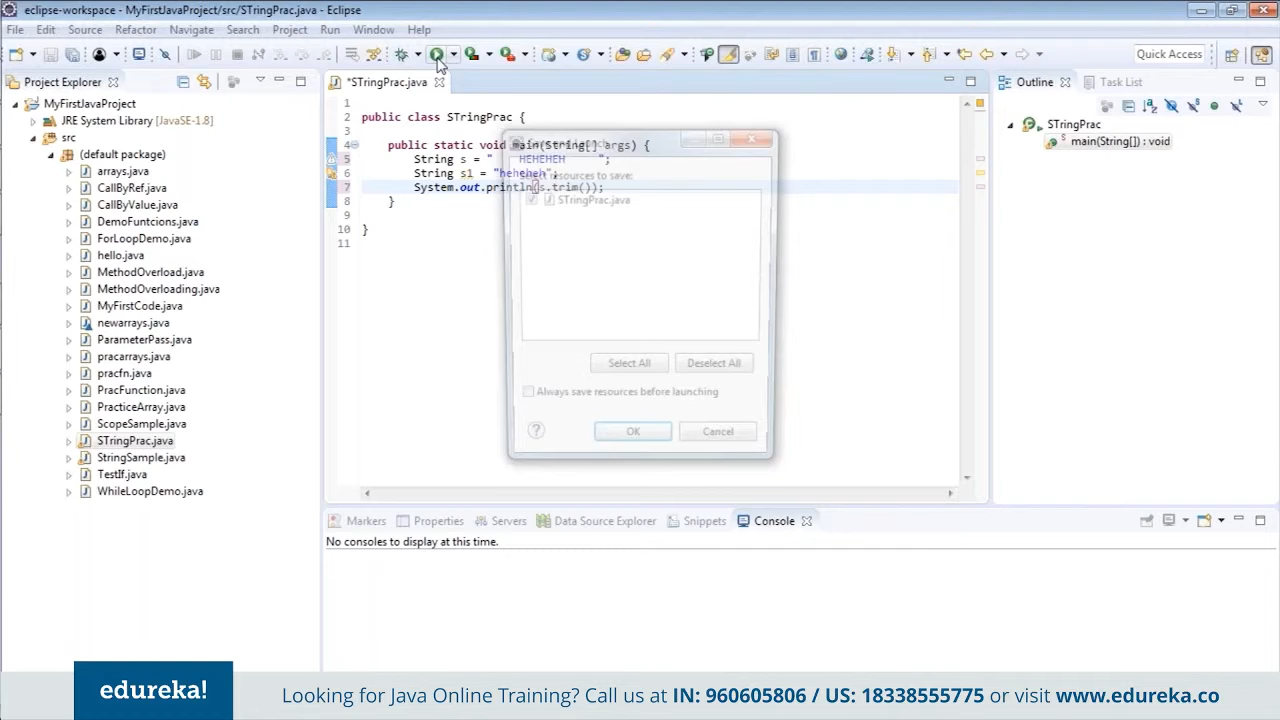 eclipse-workspace - MyFirstJavaProject/src/STringPrac.java - Eclipse
File Edit Source Refactor Navigate Search Project Run Window Help
Quick Access
Project Explorer
MyFirstJavaProject
JRE System Library [JavaSE-1.8]
src
(default package)
arrays.java
CallByRef.java
CallByValue.java
DemoFuntcions.java
ForLoopDemo.java
hello.java
MethodOverload.java
MethodOverloading.java
MyFirstCode.java
newarrays.java
ParameterPass.java
pracarrays.java
pracfn.java
PracFunction.java
PracticeArray.java
ScopeSample.java
STringPrac.java
StringSample.java
TestIf.java
WhileLoopDemo.java
*STringPrac.java
1
2 public class STringPrac {
3
4 public static void main(String[] args) {
5 String s = " HEHEHEH ";
6 String s1 = "heheheh";
7 System.out.println(s.trim());
8 }
9
10 }
11
resources to save:
STringPrac.java
Select All Deselect All
Always save resources before launching
OK Cancel
Outline Task List
STringPrac
main(String[]) : void
Markers Properties Servers Data Source Explorer Snippets Console
No consoles to display at this time.
edureka!
Looking for Java Online Training? Call us at IN: 960605806 / US: 18338555775 or visit www.edureka.co